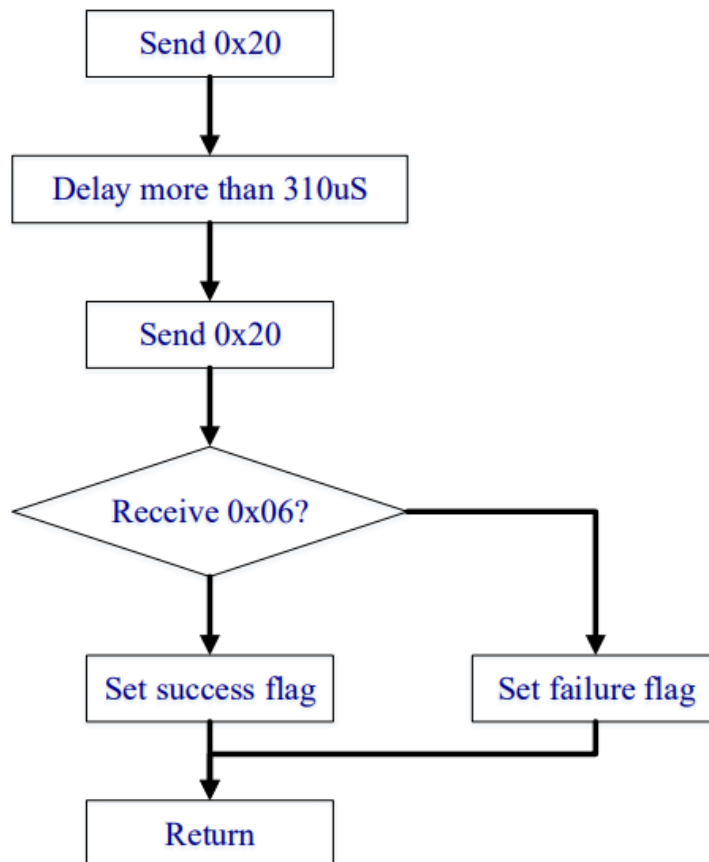 Send 0x20
Delay more than 310uS
Send 0x20
Receive 0x06?
Set success flag
Set failure flag
Return